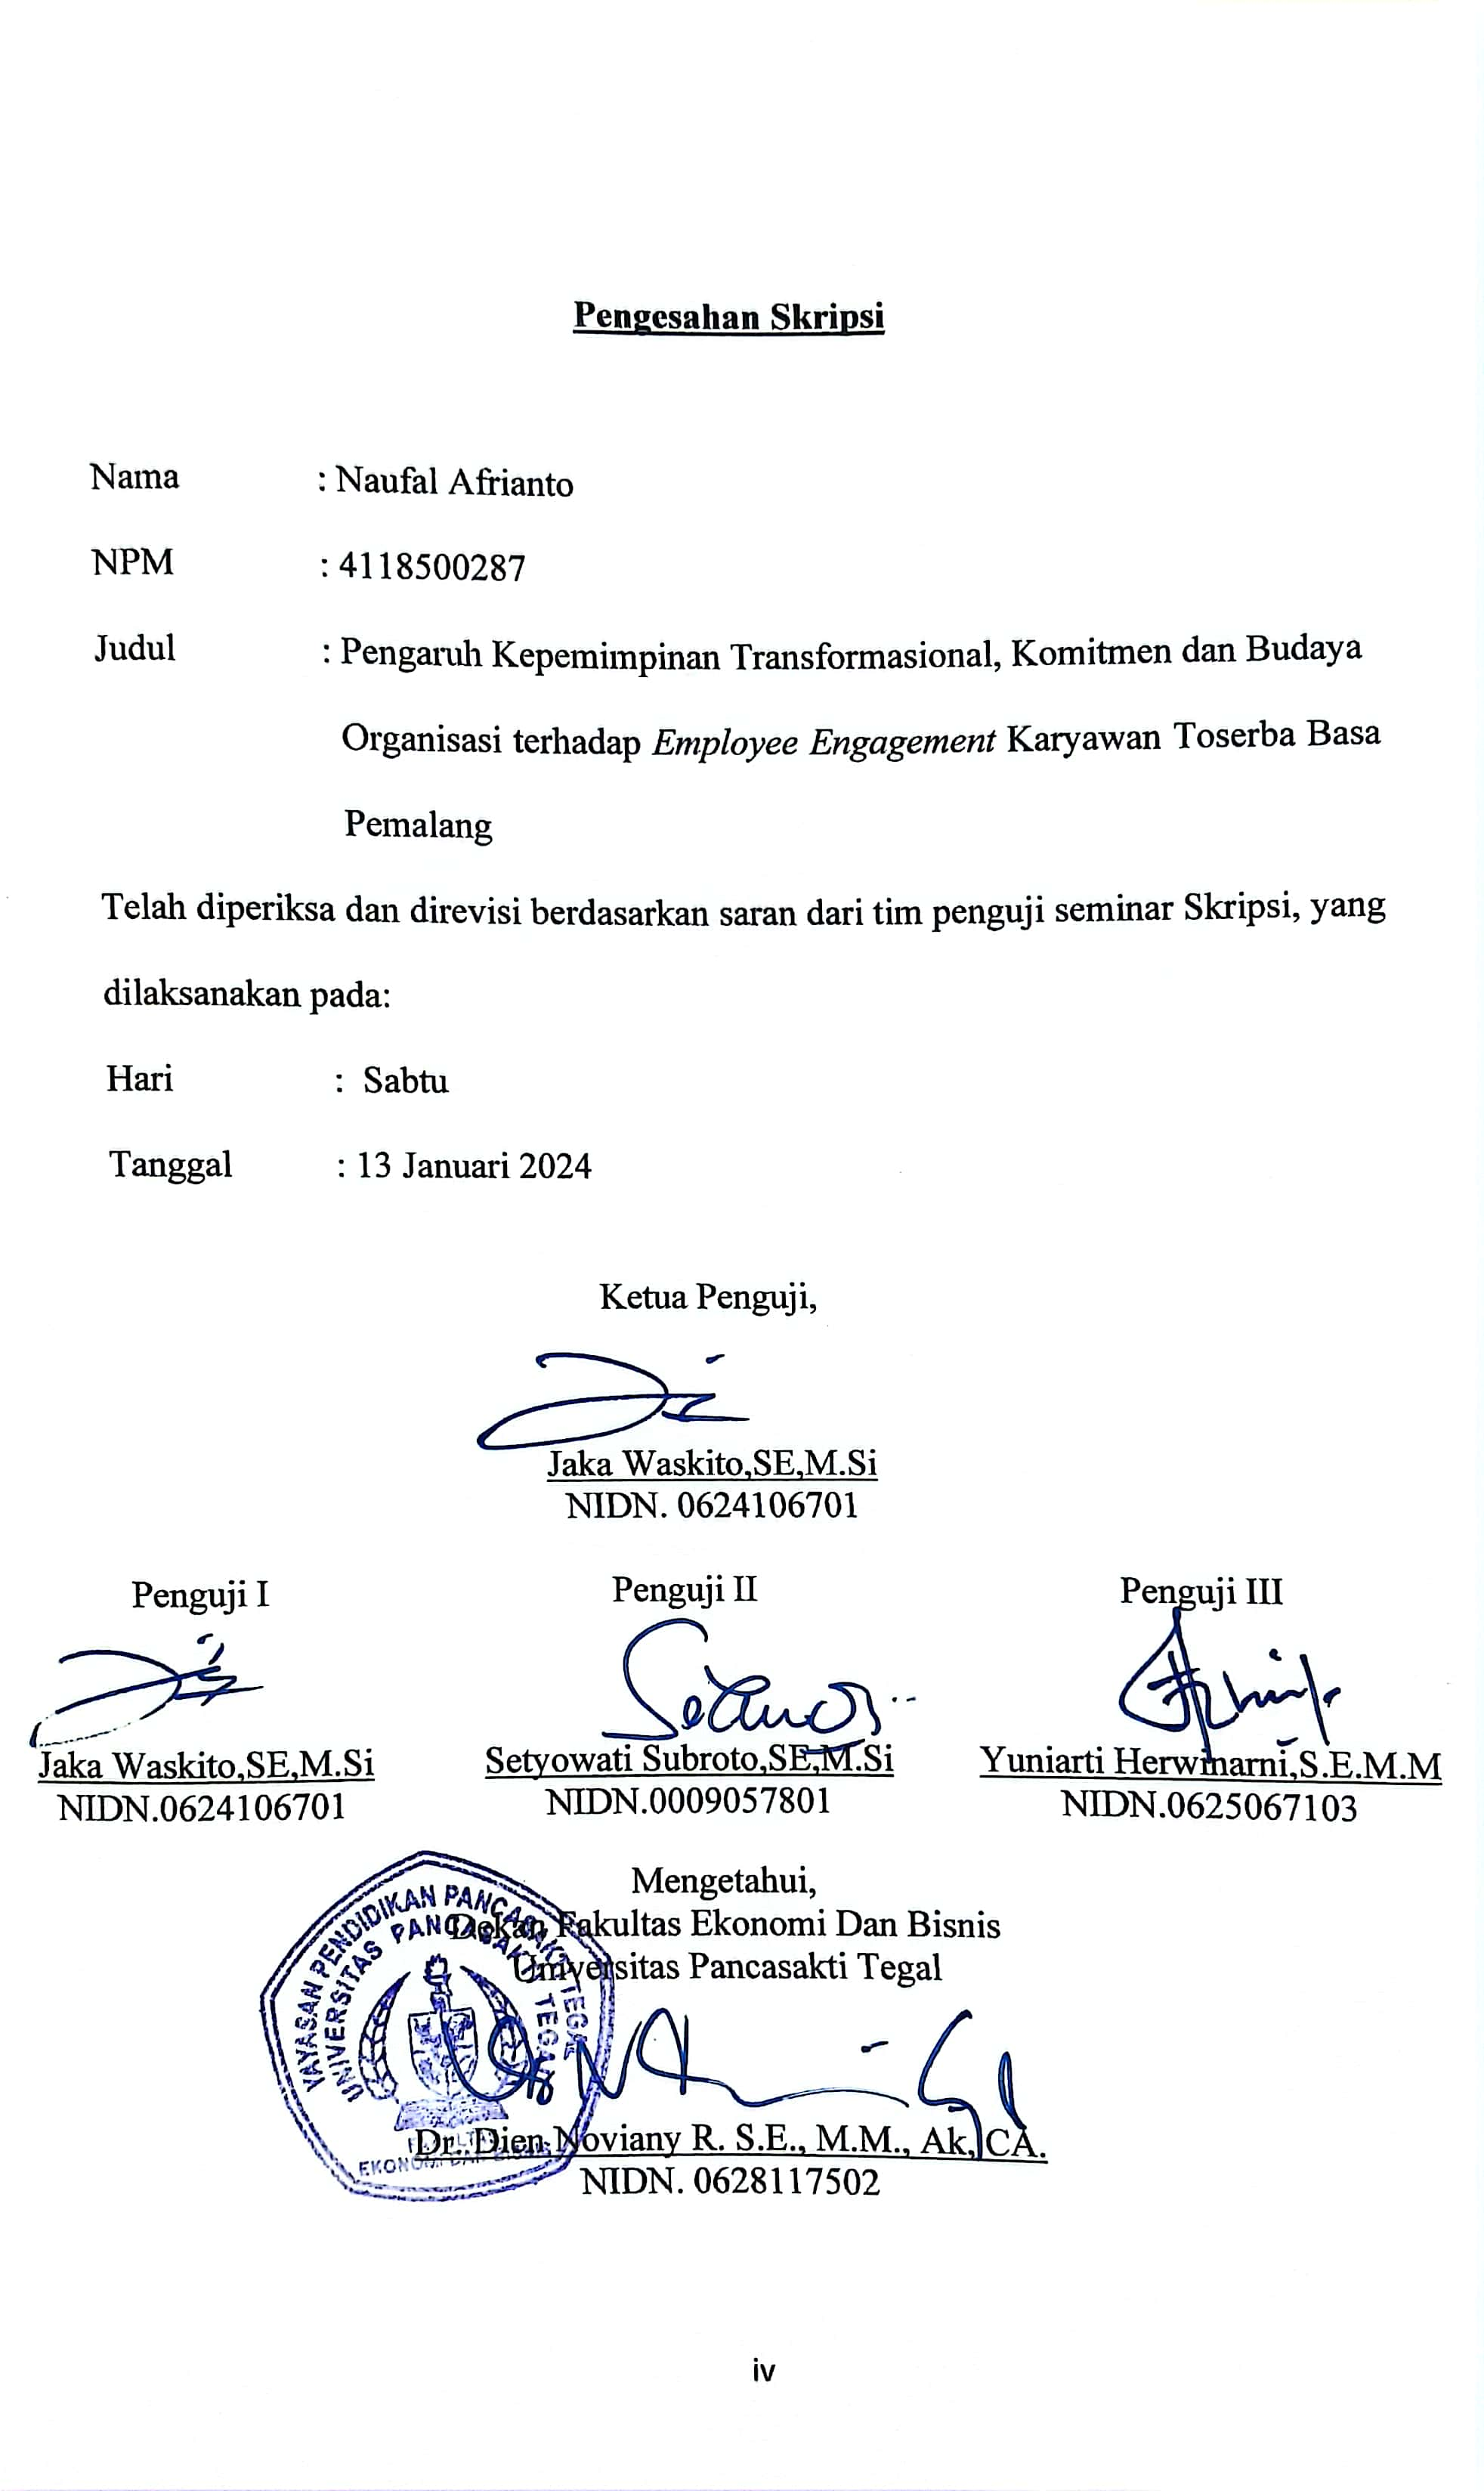 Pengesahan Skripsi
Nama : Naufal Afrianto
NPM : 4118500287
Judul : Pengaruh Kepemimpinan Transformasional, Komitmen dan Budaya
Organisasi terhadap Employee Engagement Karyawan Toserba Basa
Pemalang
Telah diperiksa dan direvisi berdasarkan saran dari tim penguji seminar Skripsi, yang
dilaksanakan pada:
Hari : Sabtu
Tanggal : 13 Januari 2024
Ketua Penguji,
Jaka Waskito,SE,M.Si
NIDN. 0624106701
Penguji I Penguji II Penguji III
Jaka Waskito,SE,M.Si Setyowati Subroto,SE,M.Si Yuniarti Herwinarni,S.E.M.M
NIDN.0624106701 NIDN.0009057801 NIDN.0625067103
Mengetahui,
Dekan Fakultas Ekonomi Dan Bisnis
Universitas Pancasakti Tegal
YAYASAN PENDIDIKAN PANCASAKTI TEGAL
UNIVERSITAS PANCASAKTI TEGAL
Dr. Dien Noviany R. S.E., M.M., Ak, CA.
NIDN. 0628117502
iv